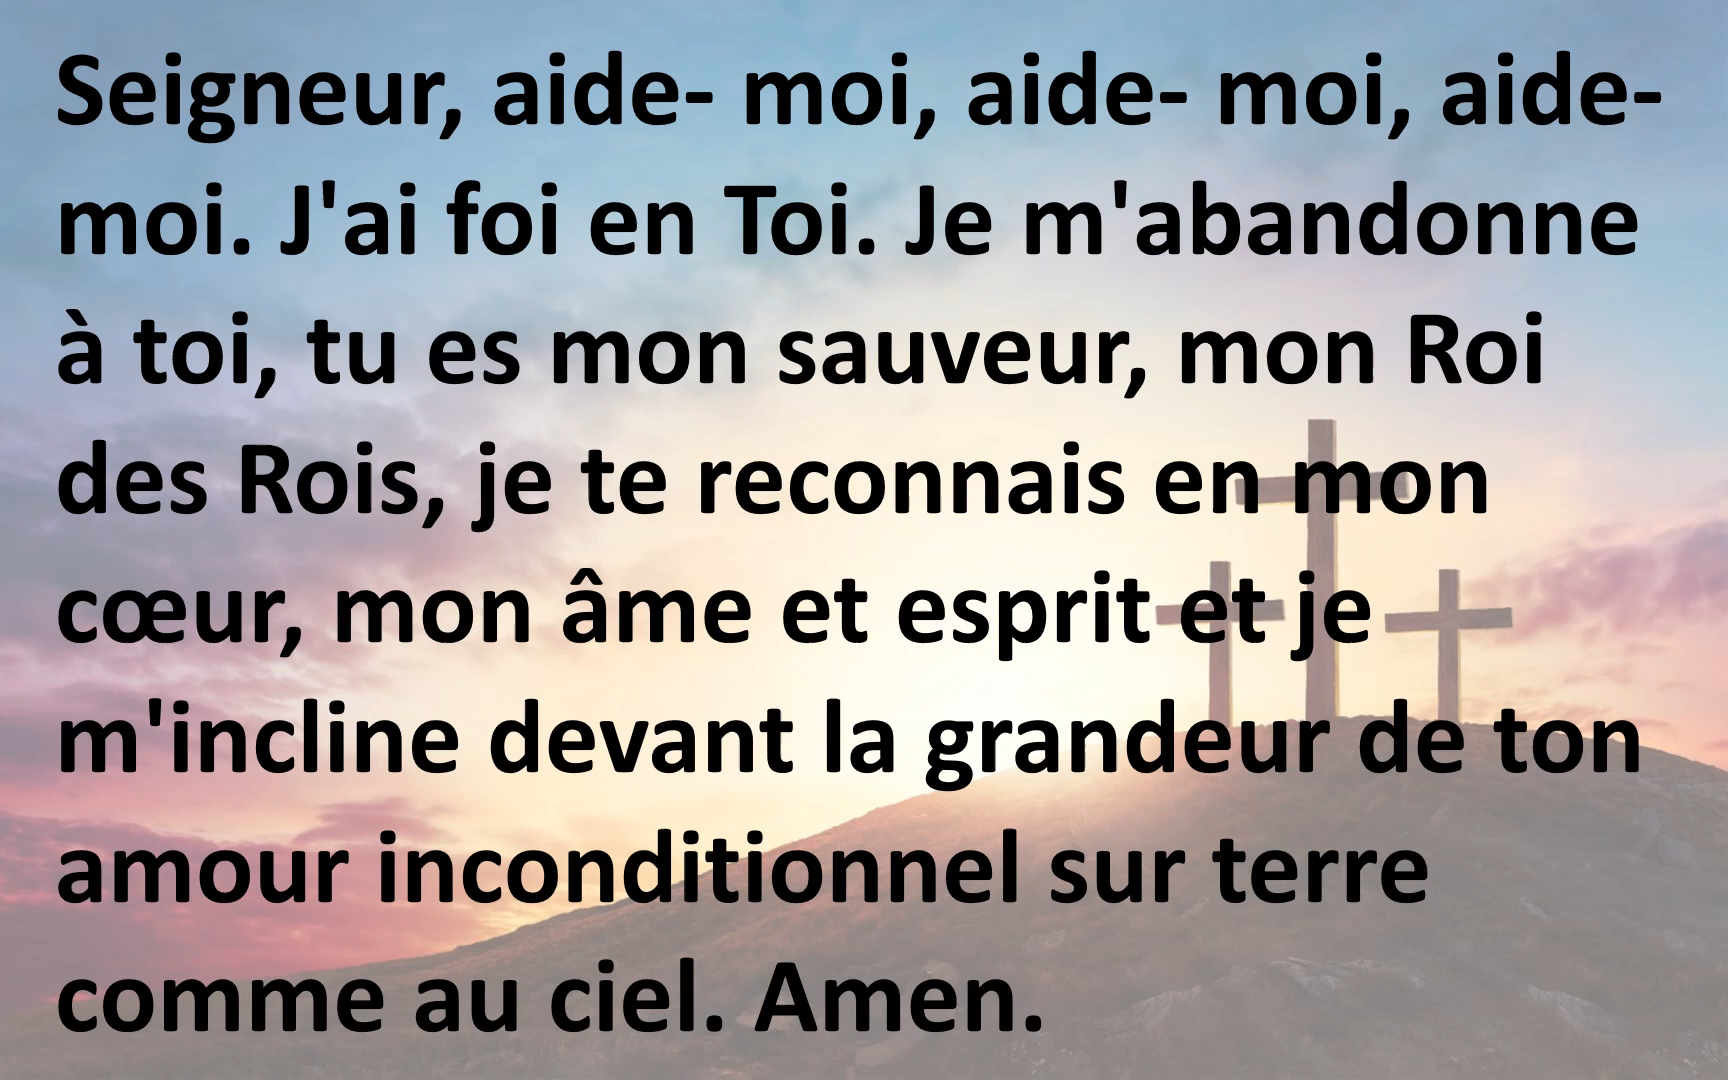 Seigneur, aide- moi, aide- moi, aide-
moi. J'ai foi en Toi. Je m'abandonne
à toi, tu es mon sauveur, mon Roi
des Rois, je te reconnais en mon
cœur, mon âme et esprit et je
m'incline devant la grandeur de ton
amour inconditionnel sur terre
comme au ciel. Amen.